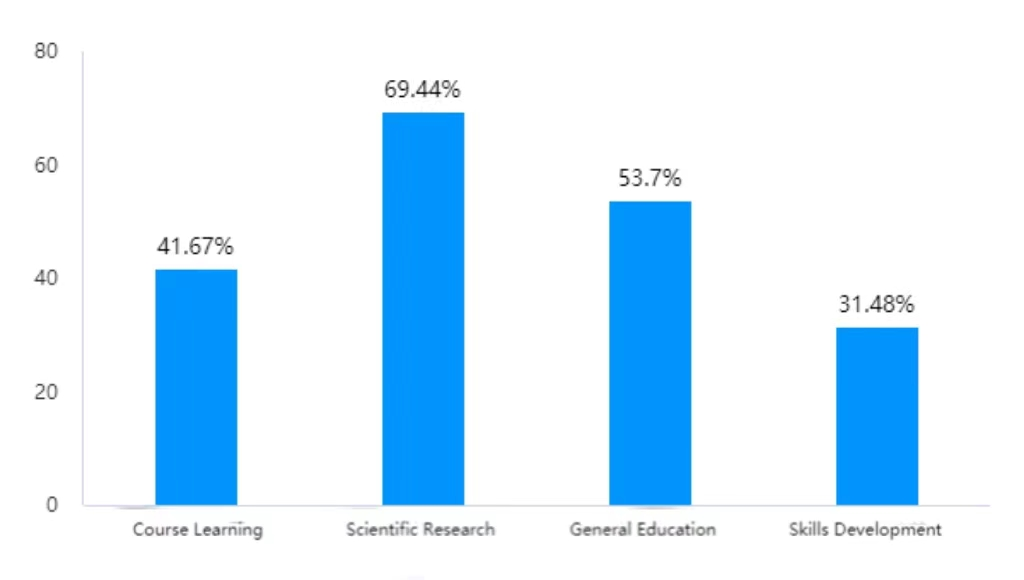 80
69.44%
60
53.7%
41.67%
40
31.48%
20
0
Course Learning
Scientific Research
General Education
Skills Development